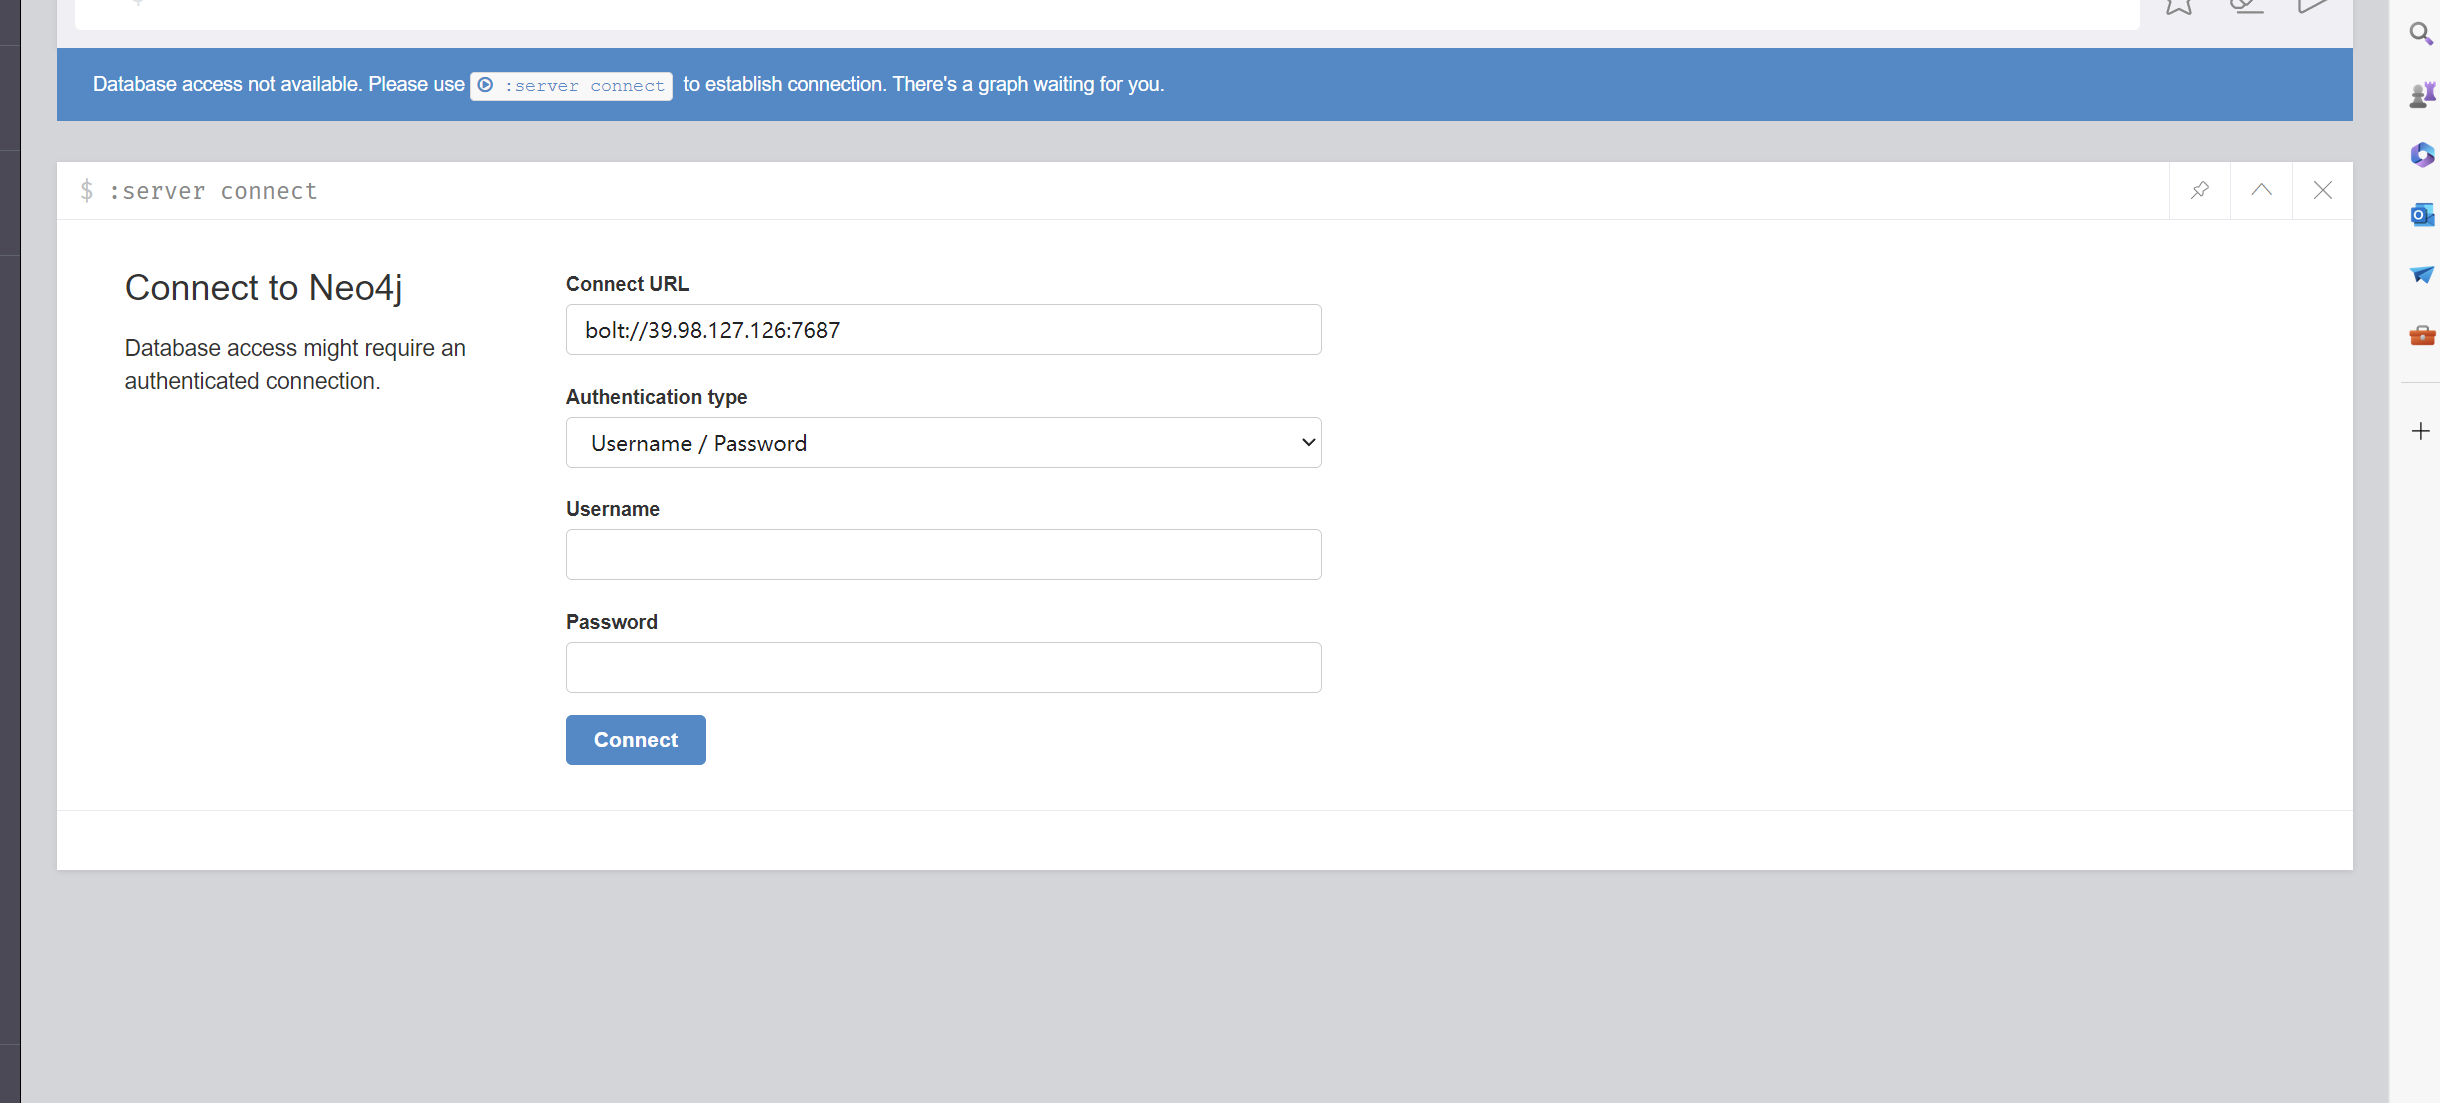 Database access not available. Please use :server connect to establish connection. There's a graph waiting for you.
$ :server connect
Connect to Neo4j
Database access might require an
authenticated connection.
Connect URL
bolt://39.98.127.126:7687
Authentication type
Username / Password
Username
Password
Connect